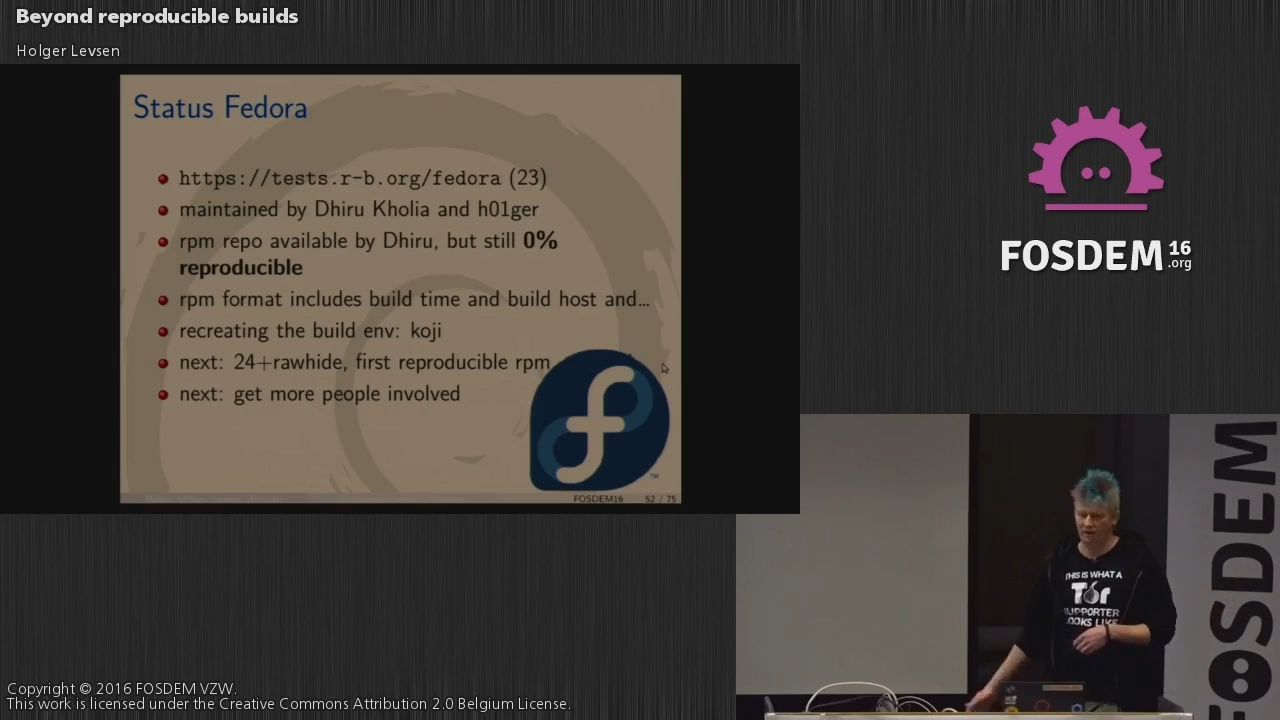 Beyond reproducible builds
Holger Levsen
Status Fedora
https://tests.r-b.org/fedora (23)
maintained by Dhiru Kholia and h01ger
rpm repo available by Dhiru, but still 0%
reproducible
rpm format includes build time and build host and...
recreating the build env: koji
next: 24+rawhide, first reproducible rpm
next: get more people involved
TM
FOSDEM16
52 / 75
FOSDEM 16
.org
THIS IS WHAT A
Tor
SUPPORTER
LOOKS LIKE
FOSDEM
Copyright © 2016 FOSDEM VZW.
This work is licensed under the Creative Commons Attribution 2.0 Belgium License.